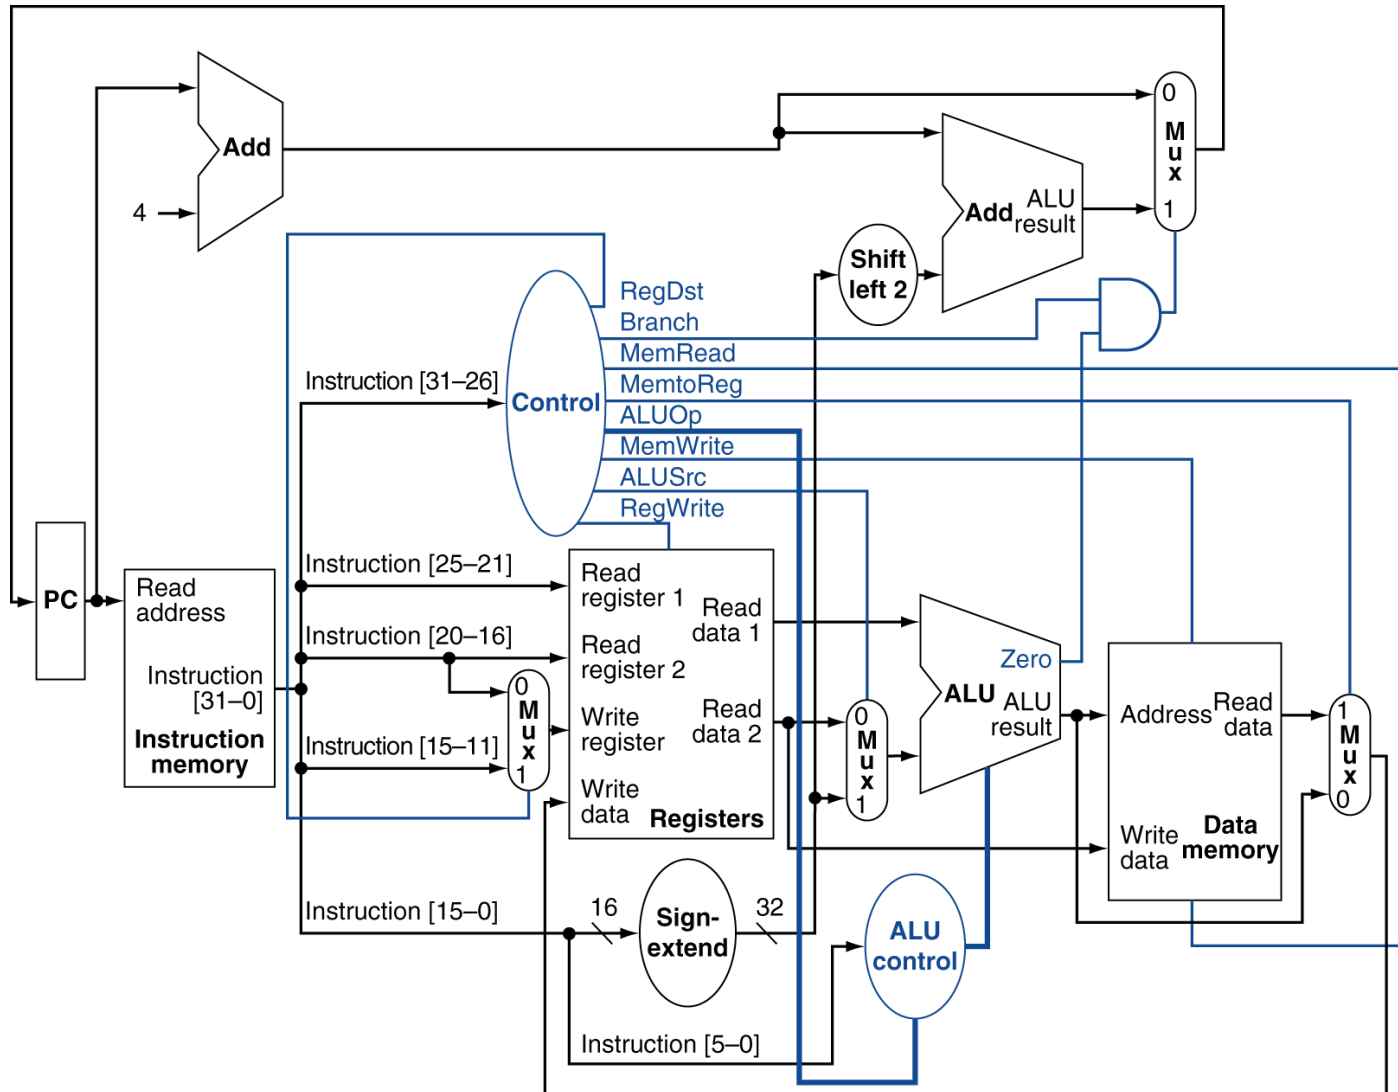 0
M
u
x
1
Add
4
Add
ALU
result
Shift
left 2
RegDst
Branch
MemRead
MemtoReg
ALUOp
MemWrite
ALUSrc
RegWrite
Control
Instruction [31–26]
Instruction [25–21]
Instruction [20–16]
Instruction [15–11]
Instruction [15–0]
Instruction [5–0]
PC
Read
address
Instruction
[31–0]
Instruction
memory
0
M
u
x
1
Read
register 1
Read
register 2
Write
register
Write
data
Read
data 1
Read
data 2
Registers
0
M
u
x
1
Zero
ALU
ALU
result
Address
Read
data
Write
data
Data
memory
1
M
u
x
0
16
Sign-
extend
32
ALU
control